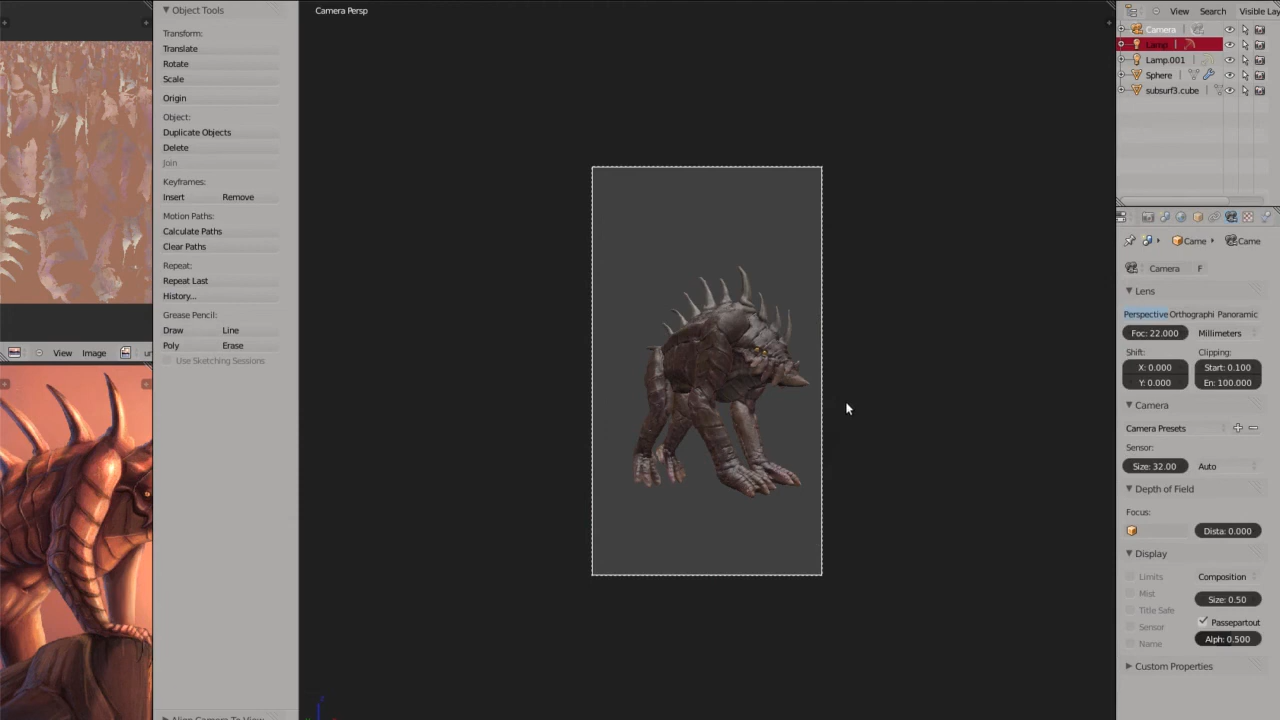 Object Tools
Transform:
Translate
Rotate
Scale
Origin
Object:
Duplicate Objects
Delete
Join
Keyframes:
Insert Remove
Motion Paths:
Calculate Paths
Clear Paths
Repeat:
Repeat Last
History...
Grease Pencil:
Draw Line
Poly Erase
Use Sketching Sessions
View Image
Camera Persp
View Search Visible Lay
Camera
Lamp
Lamp.001
Sphere
subsurf3.cube
Came Came
Camera F
Lens
Perspective Orthographi Panoramic
Foc: 22.000 Millimeters
Shift: Clipping:
X: 0.000 Start: 0.100
Y: 0.000 En: 100.000
Camera
Camera Presets
Sensor:
Size: 32.00 Auto
Depth of Field
Focus:
Dista: 0.000
Display
Limits Composition
Mist Size: 0.50
Title Safe
Sensor Passepartout
Name Alph: 0.500
Custom Properties